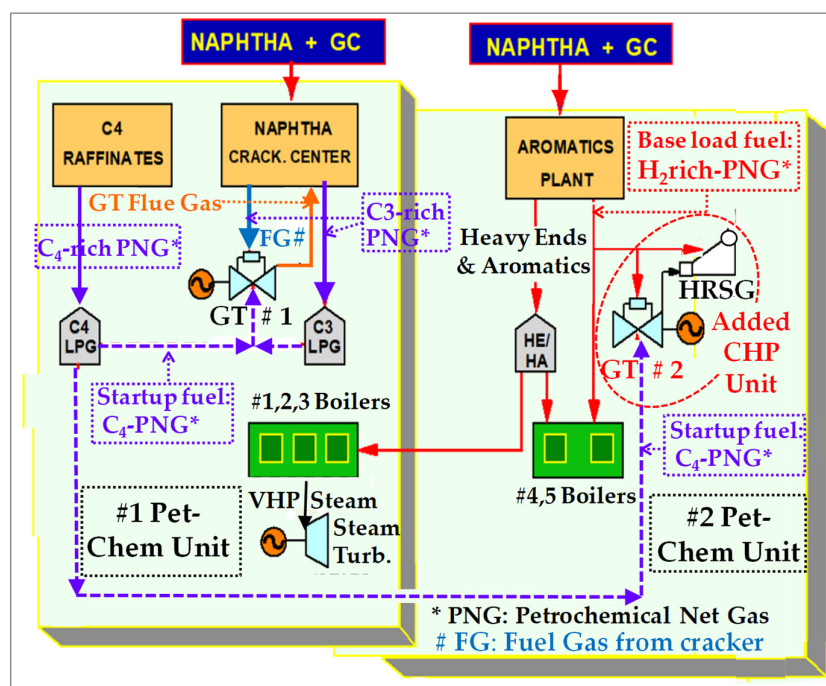 NAPHTHA + GC
NAPHTHA + GC
C4
RAFFINATES
NAPHTHA
CRACK. CENTER
AROMATICS
PLANT
Base load fuel:
H₂rich-PNG*
GT Flue Gas
C3-rich
PNG*
C₄-rich PNG*
FG#
Heavy Ends
& Aromatics
HRSG
GT # 1
C4
LPG
C3
LPG
HE/
HA
GT # 2
Added
CHP
Unit
Startup fuel:
C₄-PNG*
#1,2,3 Boilers
Startup fuel:
C₄-PNG*
#4,5 Boilers
VHP Steam
Steam
Turb.
#1 Pet-
Chem Unit
#2 Pet-
Chem Unit
* PNG: Petrochemical Net Gas
# FG: Fuel Gas from cracker